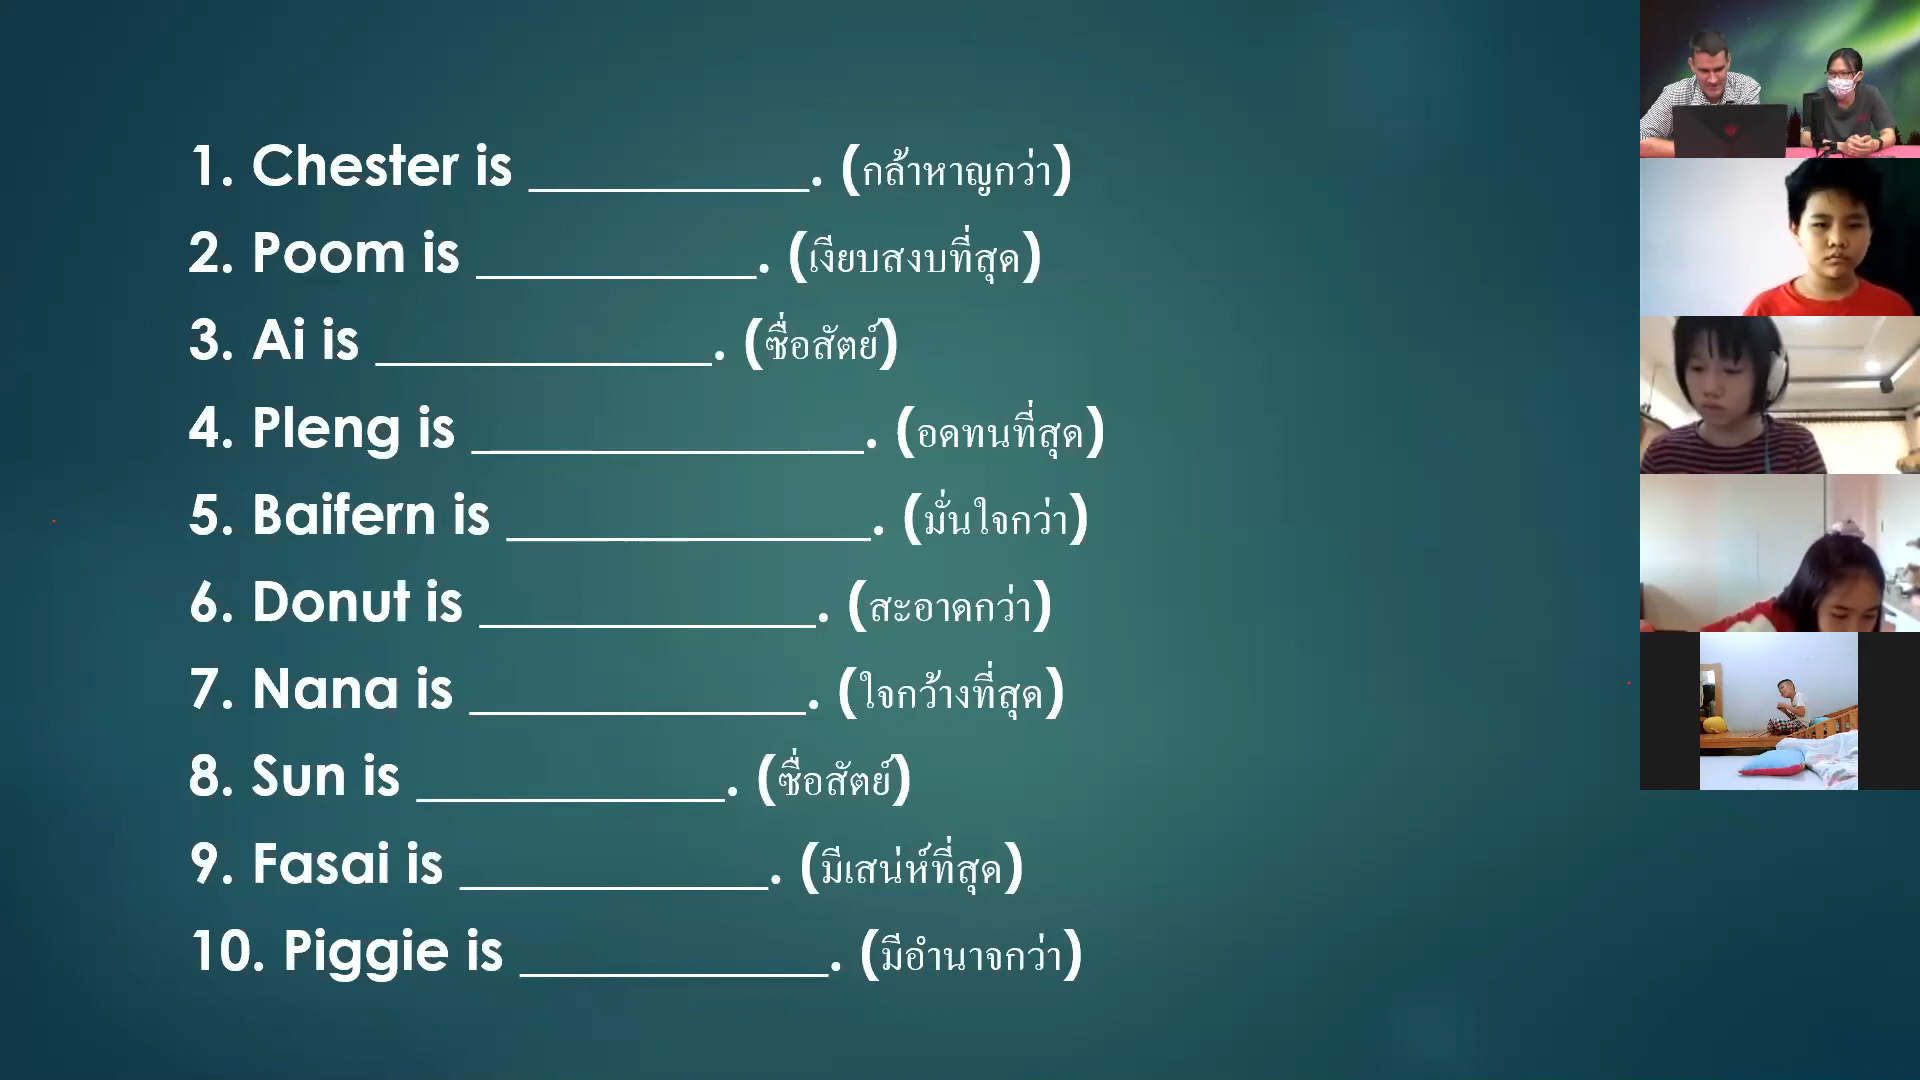 1. Chester is __________. (กล้าหาญกว่า)
2. Poom is __________. (เงียบสงบที่สุด)
3. Ai is ____________. (ซื่อสัตย์)
4. Pleng is ______________. (อดทนที่สุด)
5. Baifern is _____________. (มั่นใจกว่า)
6. Donut is ____________. (สะอาดกว่า)
7. Nana is ____________. (ใจกว้างที่สุด)
8. Sun is ___________. (ซื่อสัตย์)
9. Fasai is ___________. (มีเสน่ห์ที่สุด)
10. Piggie is ___________. (มีอำนาจกว่า)